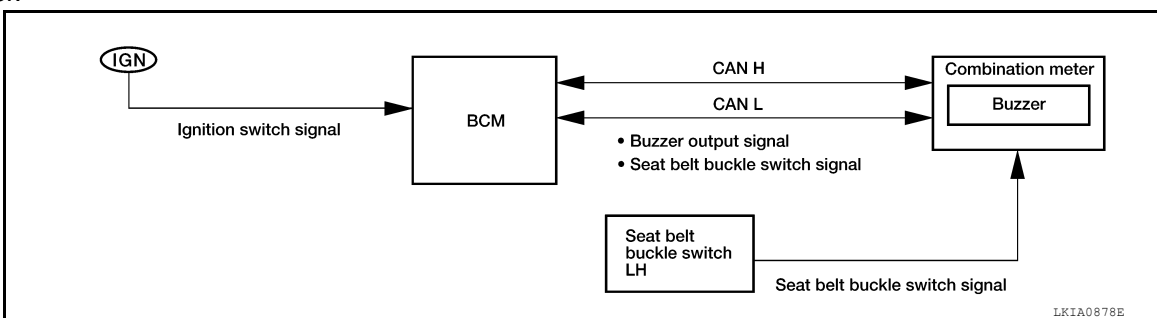 IGN
Ignition switch signal
BCM
CAN H
CAN L
• Buzzer output signal
• Seat belt buckle switch signal
Combination meter
Buzzer
Seat belt
buckle switch
LH
Seat belt buckle switch signal
LKIA0878E